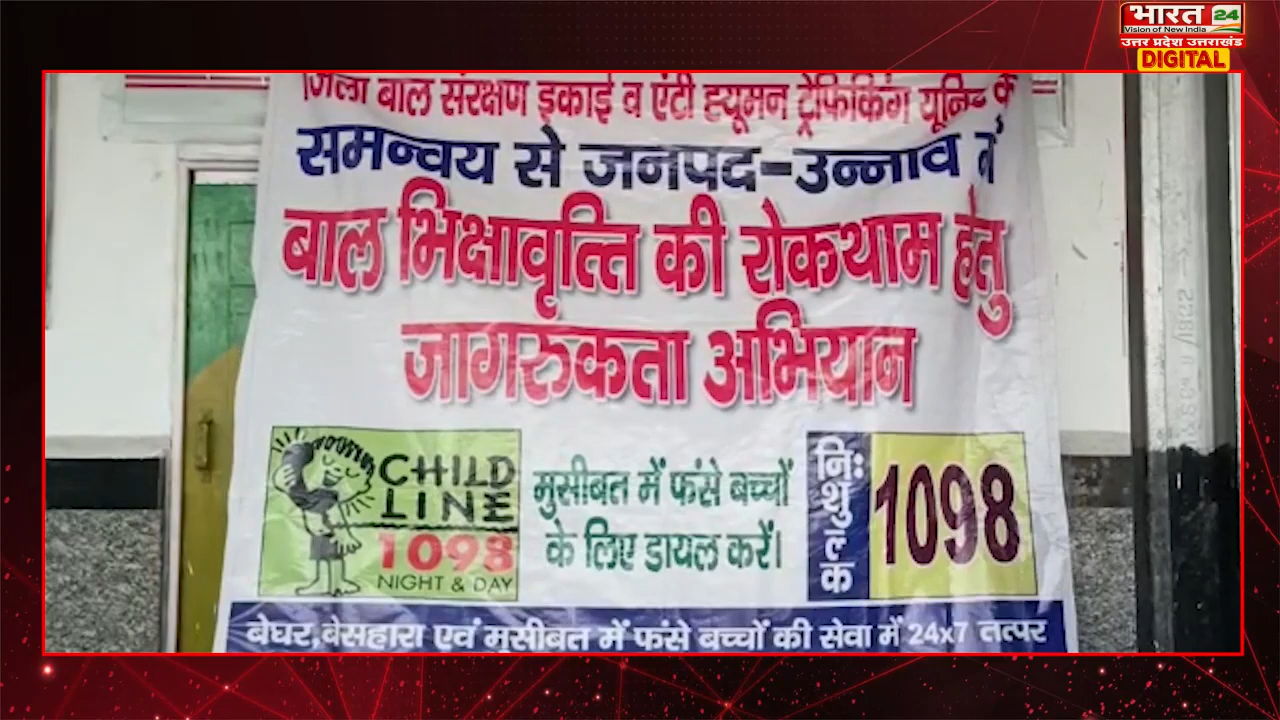 भारत 24
Vision of New India
उत्तर प्रदेश उत्तराखंड
DIGITAL
जिला बाल संरक्षण इकाई व एंटी ह्यूमन ट्रैफिकिंग यूनिट के
समन्वय से जनपद-उन्नाव में
बाल भिक्षावृत्ति की रोकथाम हेतु
जागरुकता अभियान
CHILD
LINE
1098
NIGHT & DAY
मुसीबत में फंसे बच्चों
के लिए डायल करें।
निःशुल्क
1098
बेघर,बेसहारा एवं मुसीबत में फंसे बच्चों की सेवा में 24x7 तत्पर